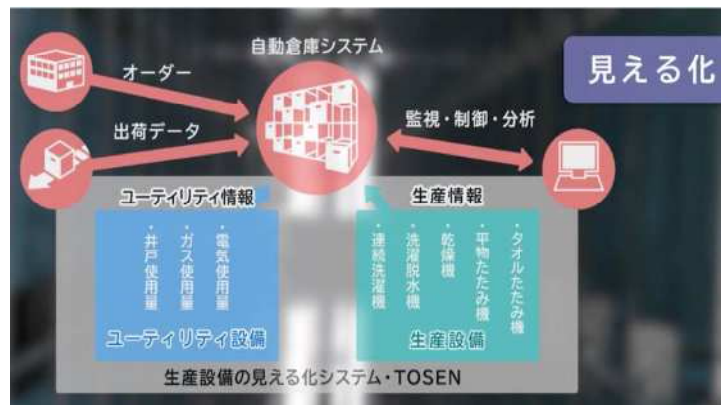 自動倉庫システム
見える化
オーダー
出荷データ
監視・制御・分析
ユーティリティ情報
生産情報
・電気使用量
・ガス使用量
・井戸使用量
ユーティリティ設備
・タオルたたみ機
・平物たたみ機
・乾燥機
・洗濯脱水機
・連続洗濯機
生産設備
生産設備の見える化システム・TOSEN